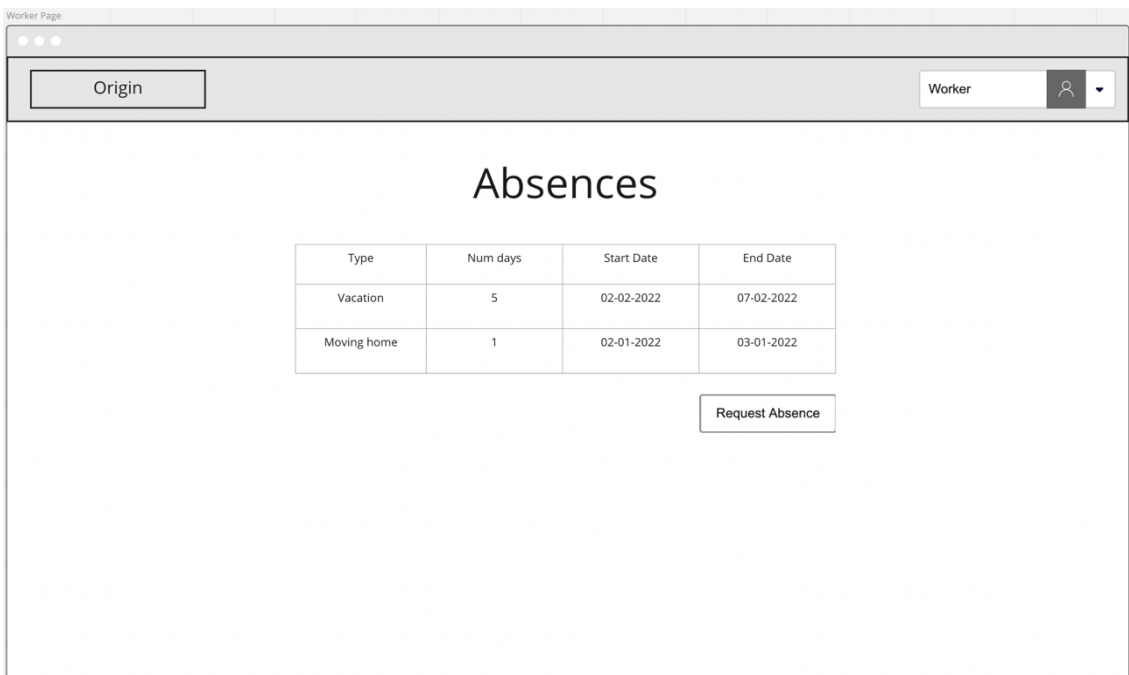 Worker Page
Origin
Worker
Absences
Type Num days Start Date End Date
Vacation 5 02-02-2022 07-02-2022
Moving home 1 02-01-2022 03-01-2022
Request Absence